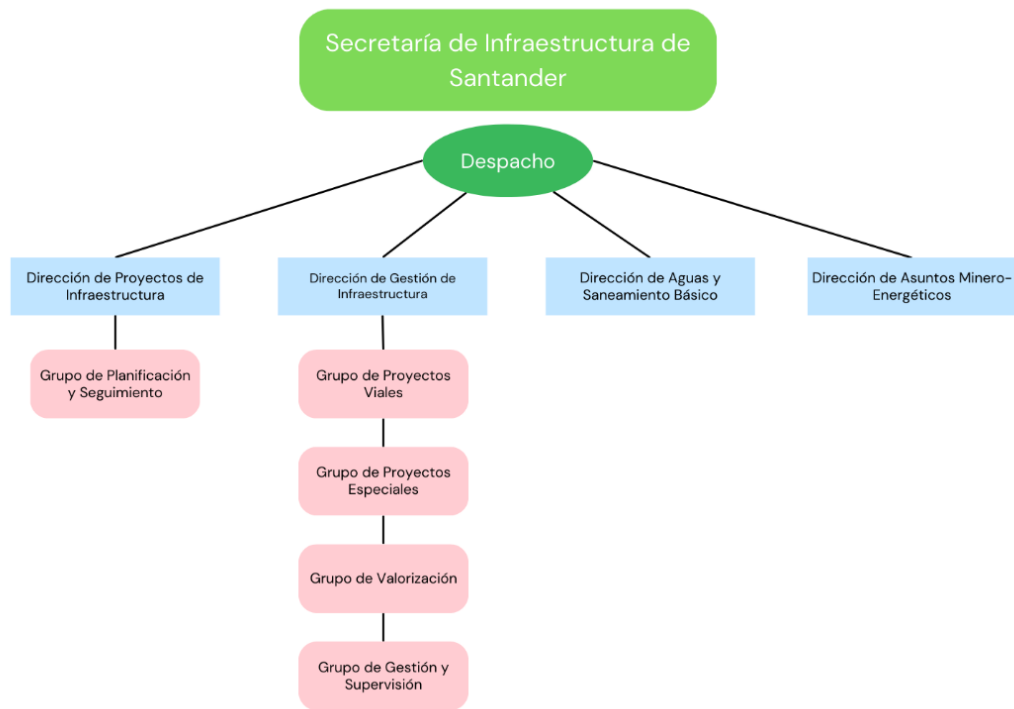 Secretaría de Infraestructura de
Santander
Despacho
Dirección de Proyectos de
Infraestructura
Dirección de Gestión de
Infraestructura
Dirección de Aguas y
Saneamiento Básico
Dirección de Asuntos Minero-
Energéticos
Grupo de Planificación
y Seguimiento
Grupo de Proyectos
Viales
Grupo de Proyectos
Especiales
Grupo de Valorización
Grupo de Gestión y
Supervisión